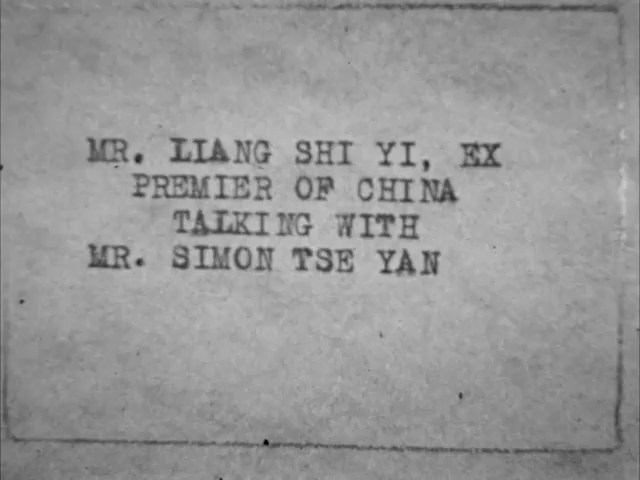 MR. LIANG SHI YI, EX
PREMIER OF CHINA
TALKING WITH
MR. SIMON TSE YAN